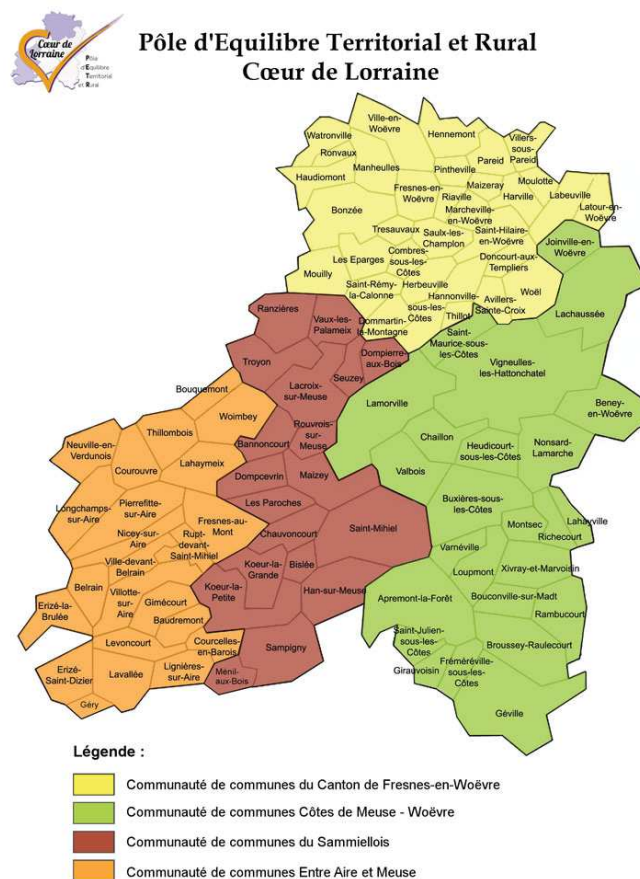 Cœur de
Lorraine
Pôle
d'Equilibre
Territorial
et Rural
Pôle d'Equilibre Territorial et Rural
Cœur de Lorraine
Ville-en-
Woëvre
Hennemont
Villers-
sous-
Pareid
Watronville
Ronvaux
Manheulles
Pintheville
Pareid
Haudiomont
Fresnes-en-
Woëvre
Riaville
Maizeray
Harville
Moulotte
Labeuville
Latour-en-
Woëvre
Bonzée
Marcheville-
en-Woëvre
Tresauvaux
Saulx-les-
Champlon
Saint-Hilaire-
en-Woëvre
Joinville-en-
Woëvre
Les Eparges
Combres-
sous-les-
Côtes
Doncourt-aux-
Templiers
Mouilly
Saint-Rémy-
la-Calonne
Herbeuville
Hannonville-
sous-les-
Côtes
Woël
Avillers-
Sainte-Croix
Thillot
Dommartin-
la-Montagne
Lachaussée
Ranzières
Vaux-les-
Palameix
Saint-
Maurice-sous-
les-Côtes
Troyon
Dompierre-
aux-Bois
Vigneulles-
les-Hattonchatel
Seuzey
Lacroix-
sur-Meuse
Lamorville
Beney-
en-Woëvre
Bouquemont
Woimbey
Rouvrois-
sur-
Meuse
Thillombois
Chaillon
Heudicourt-
sous-les-Côtes
Nonsard-
Lamarche
Neuville-en-
Verdunois
Bannoncourt
Courouvre
Lahaymeix
Dompcevrin
Maizey
Valbois
Buxières-sous-
les-Côtes
Les Paroches
Longchamps-
sur-Aire
Pierrefitte-
sur-Aire
Fresnes-au-
Mont
Saint-Mihiel
Lahayville
Montsec
Richecourt
Nicey-sur-
Aire
Rupt-
devant-
Saint-Mihiel
Chauvoncourt
Varnéville
Ville-devant-
Belrain
Koeur-la-
Grande
Bislée
Loupmont
Xivray-et-Marvoisin
Belrain
Villotte-
sur-
Aire
Gimécourt
Koeur-la-
Petite
Han-sur-Meuse
Apremont-la-Forêt
Bouconville-sur-Madt
Erizé-la-
Brulée
Baudremont
Rambucourt
Levoncourt
Courcelles-
en-Barois
Sampigny
Saint-Julien-
sous-les-
Côtes
Broussey-Raulecourt
Erizé-
Saint-Dizier
Lavallée
Lignières-
sur-Aire
Ménil-
aux-Bois
Girauvoisin
Fréméréville-
sous-les-
Côtes
Géry
Géville
Légende :
Communauté de communes du Canton de Fresnes-en-Woëvre
Communauté de communes Côtes de Meuse - Woëvre
Communauté de communes du Sammiellois
Communauté de communes Entre Aire et Meuse